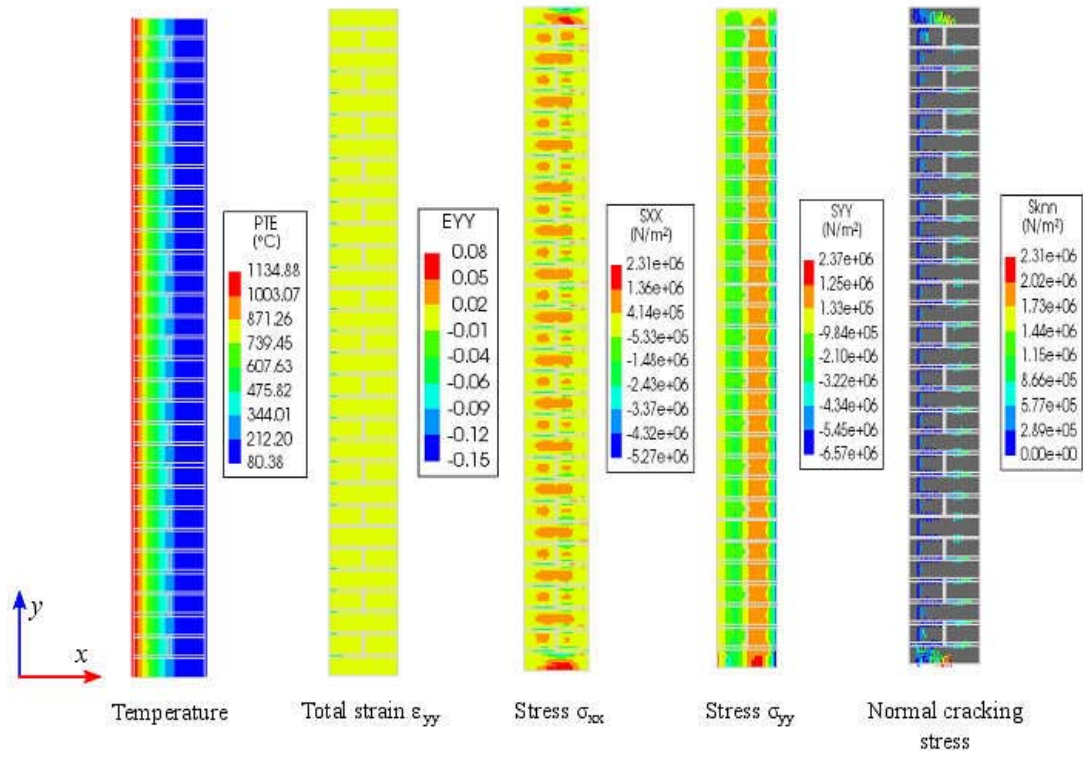 PTE
(°C)
1134.88
1003.07
871.26
739.45
607.63
475.82
344.01
212.20
80.38
EYY
0.08
0.05
0.02
-0.01
-0.04
-0.06
-0.09
-0.12
-0.15
SXX
(N/m²)
2.31e+06
1.36e+06
4.14e+05
-5.33e+05
-1.48e+06
-2.43e+06
-3.37e+06
-4.32e+06
-5.27e+06
SYY
(N/m²)
2.37e+06
1.25e+06
1.33e+05
-9.84e+05
-2.10e+06
-3.22e+06
-4.34e+06
-5.45e+06
-6.57e+06
Sknn
(N/m²)
2.31e+06
2.02e+06
1.73e+06
1.44e+06
1.15e+06
8.66e+05
5.77e+05
2.89e+05
0.00e+00
y
x
Temperature
Total strain εyy
Stress σxx
Stress σyy
Normal cracking
stress